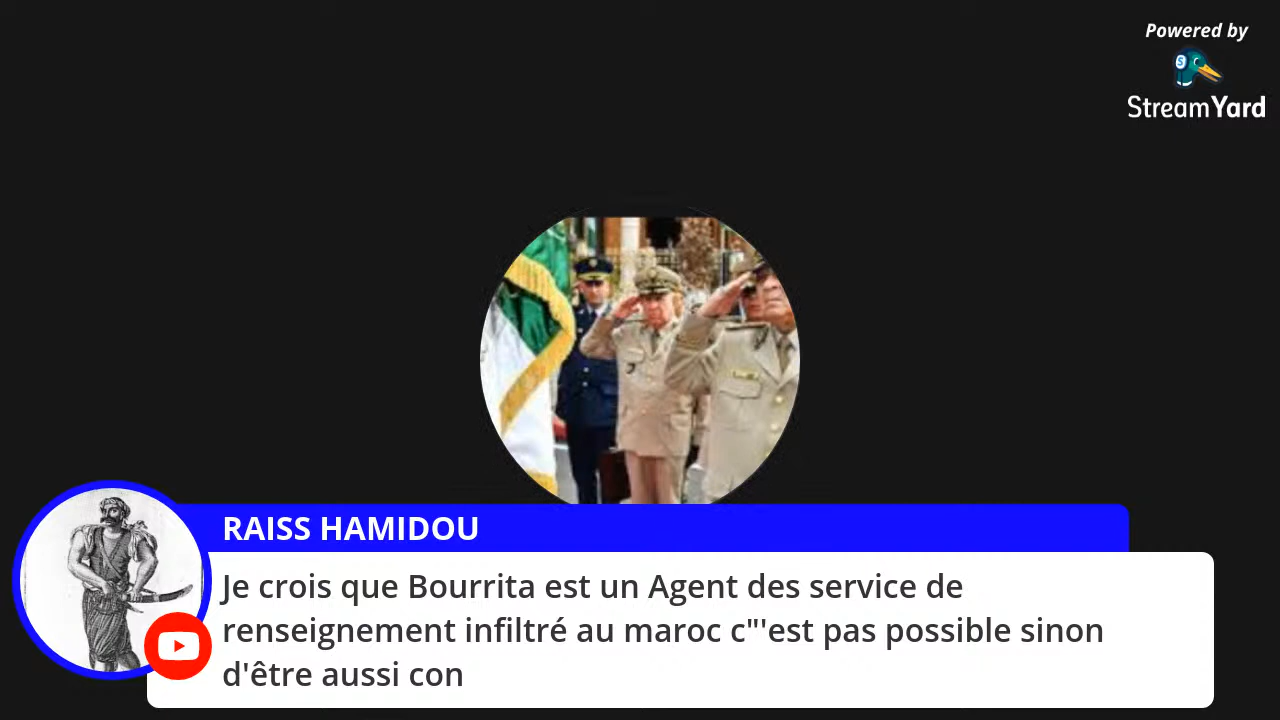 Powered by
StreamYard
RAISS HAMIDOU
Je crois que Bourrita est un Agent des service de
renseignement infiltré au maroc c"'est pas possible sinon
d'être aussi con